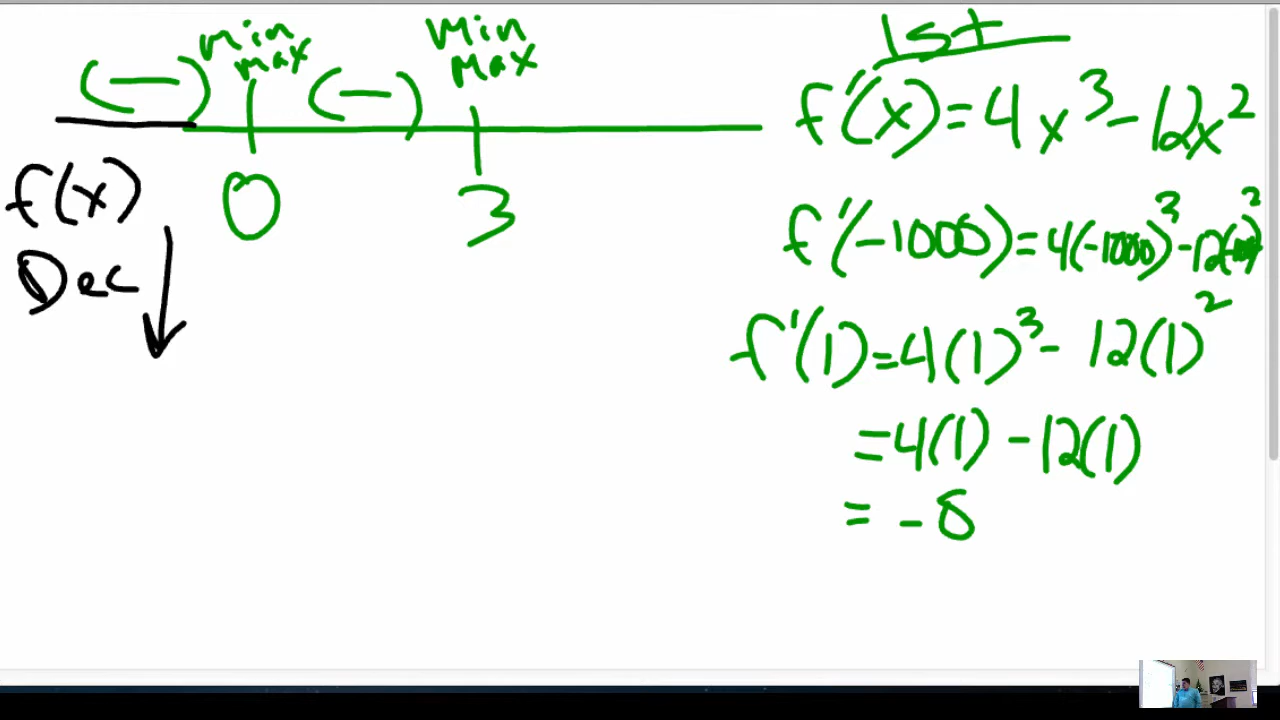 min
max
min
max
(—) (—)
0 3
f(x)
Dec
1st
f'(x)=4x³-12x²
f'(-1000)=4(-1000)³-12( )²
f'(1)=4(1)³-12(1)²
=4(1)-12(1)
=-8